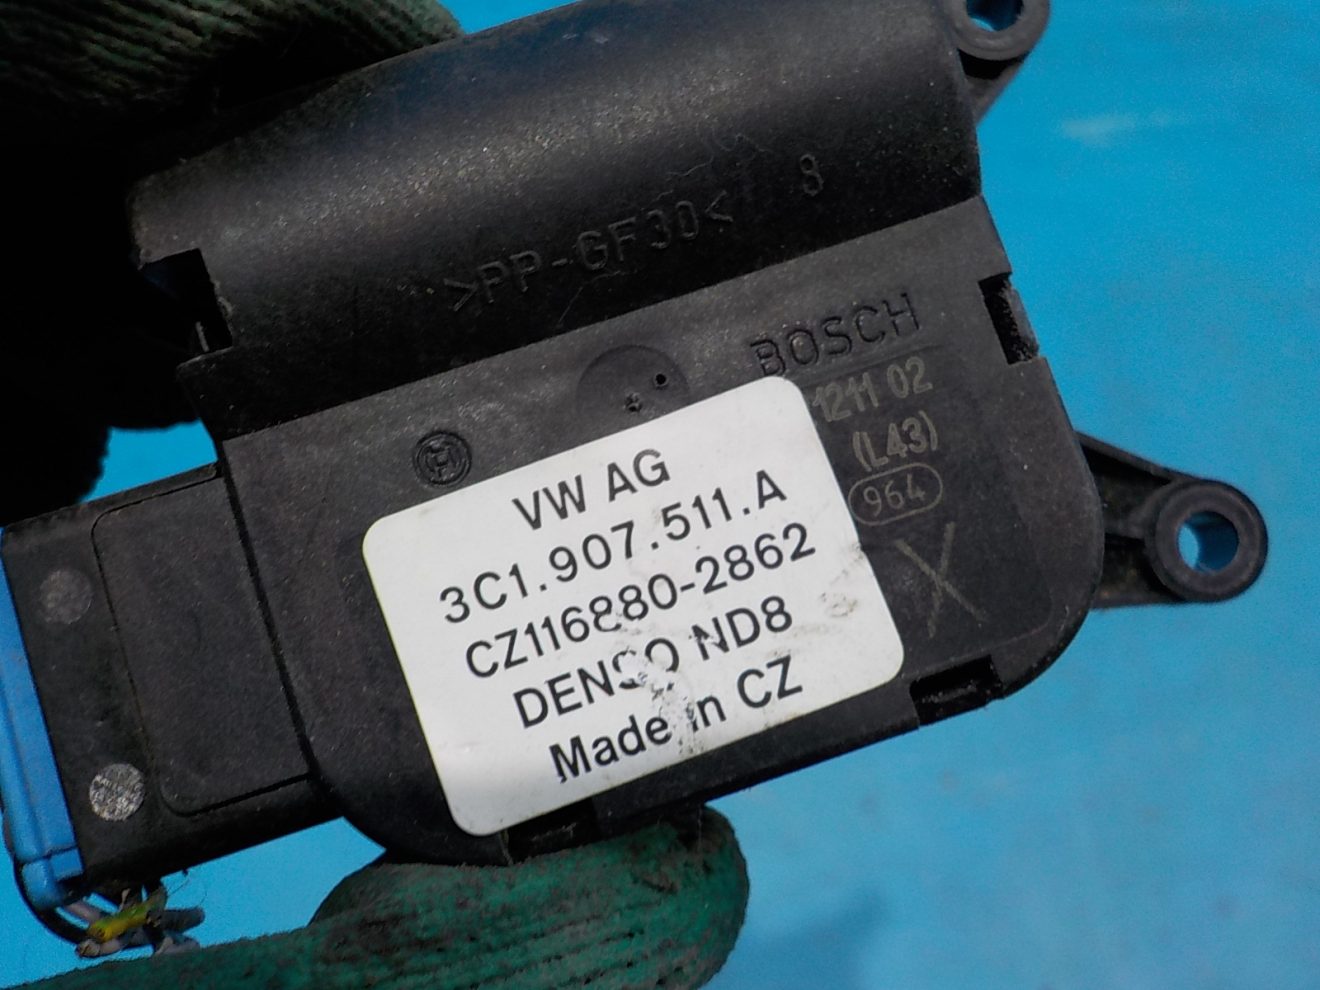 >PP-GF30< 8
BOSCH
1211 02
(L43)
964
X
VW AG
3C1.907.511.A
CZ116880-2862
DENSO ND8
Made in CZ